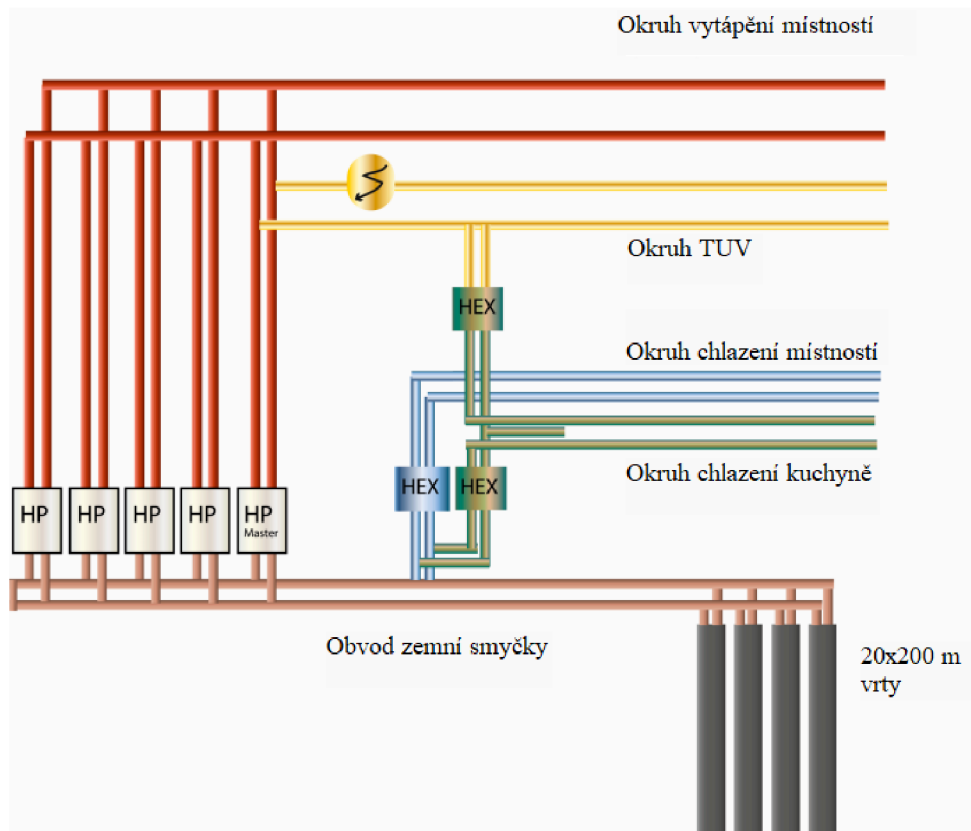 Okruh vytápění místností
Okruh TUV
HEX
Okruh chlazení místností
HEX
HEX
Okruh chlazení kuchyně
HP
HP
HP
HP
HP
Master
Obvod zemní smyčky
20x200 m
vrty